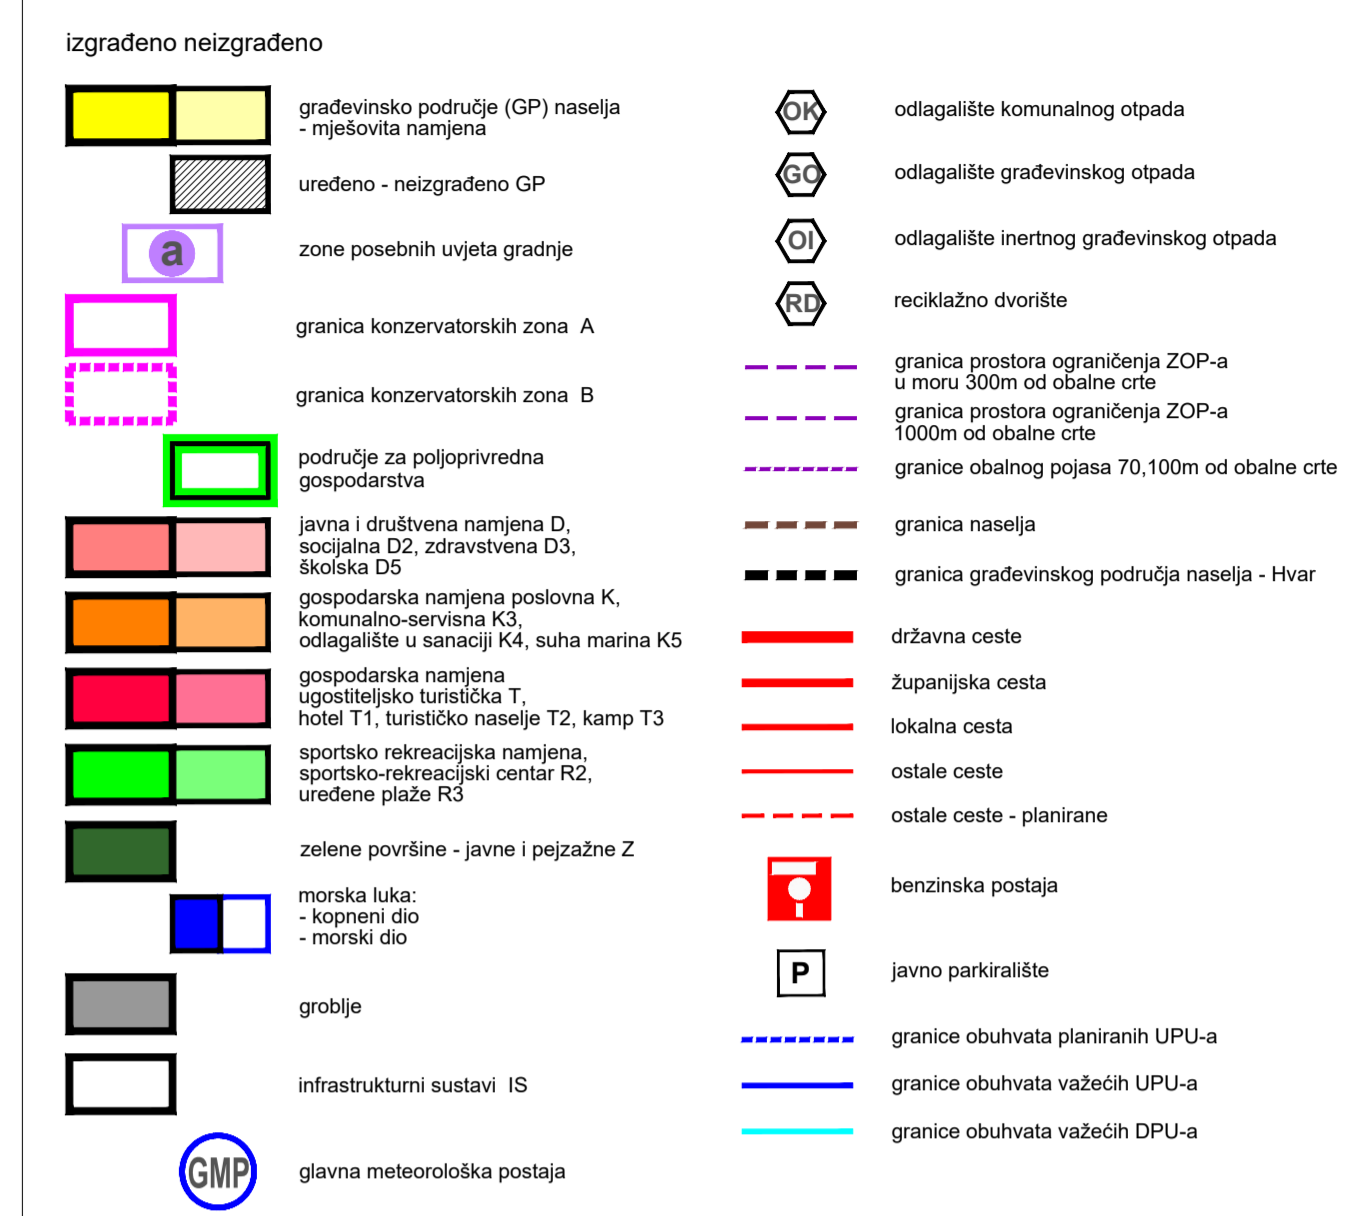 izgrađeno neizgrađeno
građevinsko područje (GP) naselja
- mješovita namjena
uređeno - neizgrađeno GP
a
zone posebnih uvjeta gradnje
granica konzervatorskih zona  A
granica konzervatorskih zona  B
područje za poljoprivredna
gospodarstva
javna i društvena namjena D,
socijalna D2, zdravstvena D3,
školska D5
gospodarska namjena poslovna K,
komunalno-servisna K3,
odlagalište u sanaciji K4, suha marina K5
gospodarska namjena
ugostiteljsko turistička T,
hotel T1, turističko naselje T2, kamp T3
sportsko rekreacijska namjena,
sportsko-rekreacijski centar R2,
uređene plaže R3
zelene površine - javne i pejzažne Z
morska luka:
- kopneni dio
- morski dio
groblje
infrastrukturni sustavi  IS
GMP
glavna meteorološka postaja
OK
odlagalište komunalnog otpada
GO
odlagalište građevinskog otpada
OI
odlagalište inertnog građevinskog otpada
RD
reciklažno dvorište
granica prostora ograničenja ZOP-a
u moru 300m od obalne crte
granica prostora ograničenja ZOP-a
1000m od obalne crte
granice obalnog pojasa 70,100m od obalne crte
granica naselja
granica građevinskog područja naselja - Hvar
državna ceste
županijska cesta
lokalna cesta
ostale ceste
ostale ceste - planirane
benzinska postaja
P
javno parkiralište
granice obuhvata planiranih UPU-a
granice obuhvata važećih UPU-a
granice obuhvata važećih DPU-a